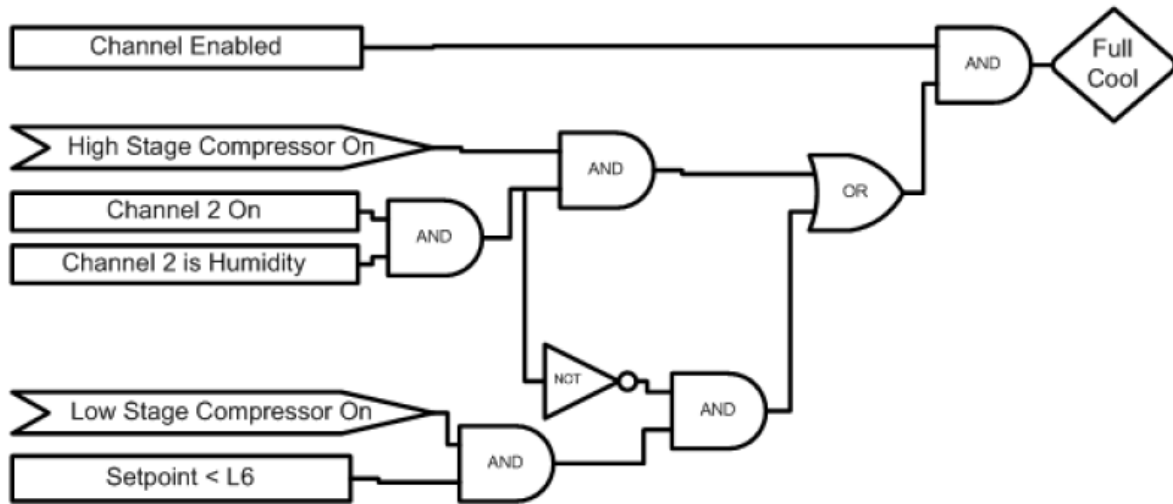 Channel Enabled
AND
Full
Cool
High Stage Compressor On
AND
Channel 2 On
AND
OR
Channel 2 is Humidity
NOT
AND
Low Stage Compressor On
AND
Setpoint < L6